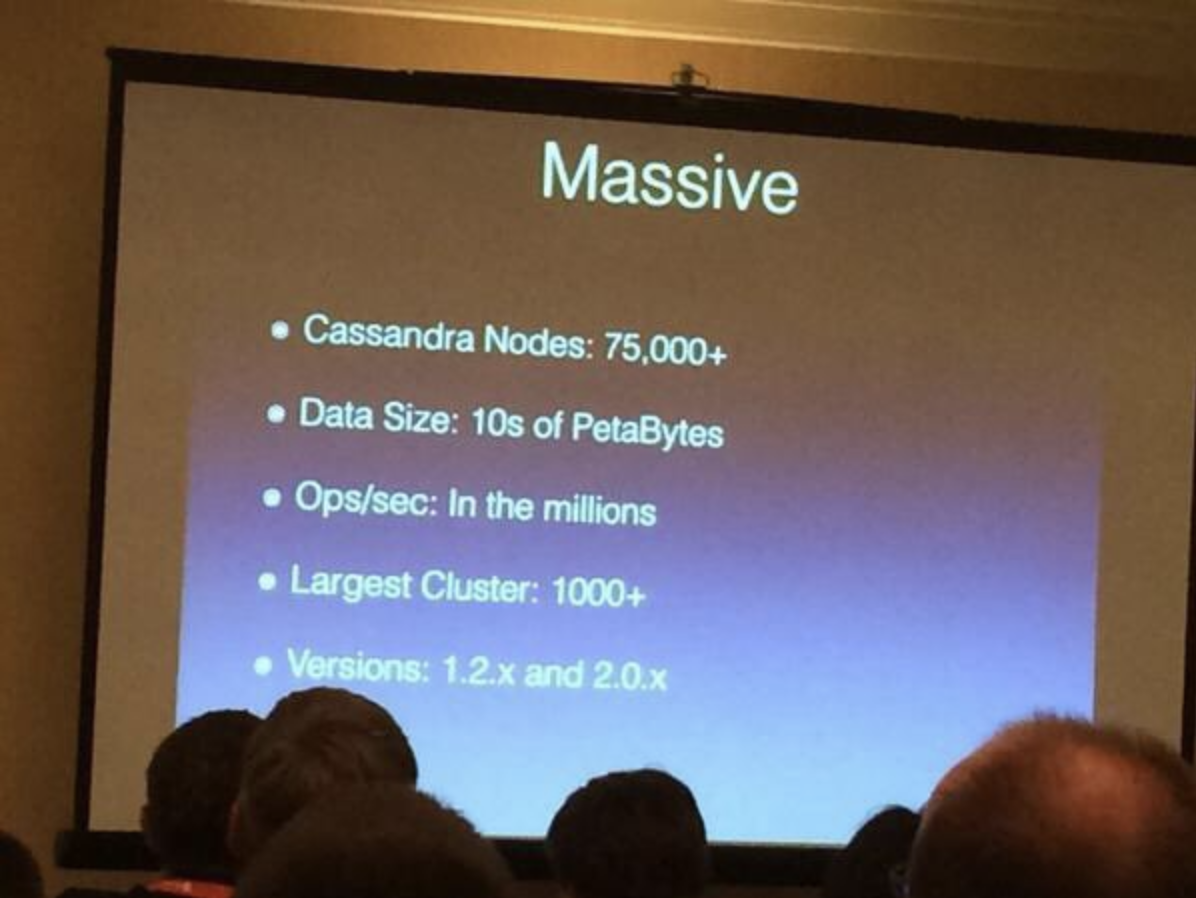 Massive
• Cassandra Nodes: 75,000+
• Data Size: 10s of PetaBytes
• Ops/sec: In the millions
• Largest Cluster: 1000+
• Versions: 1.2.x and 2.0.x